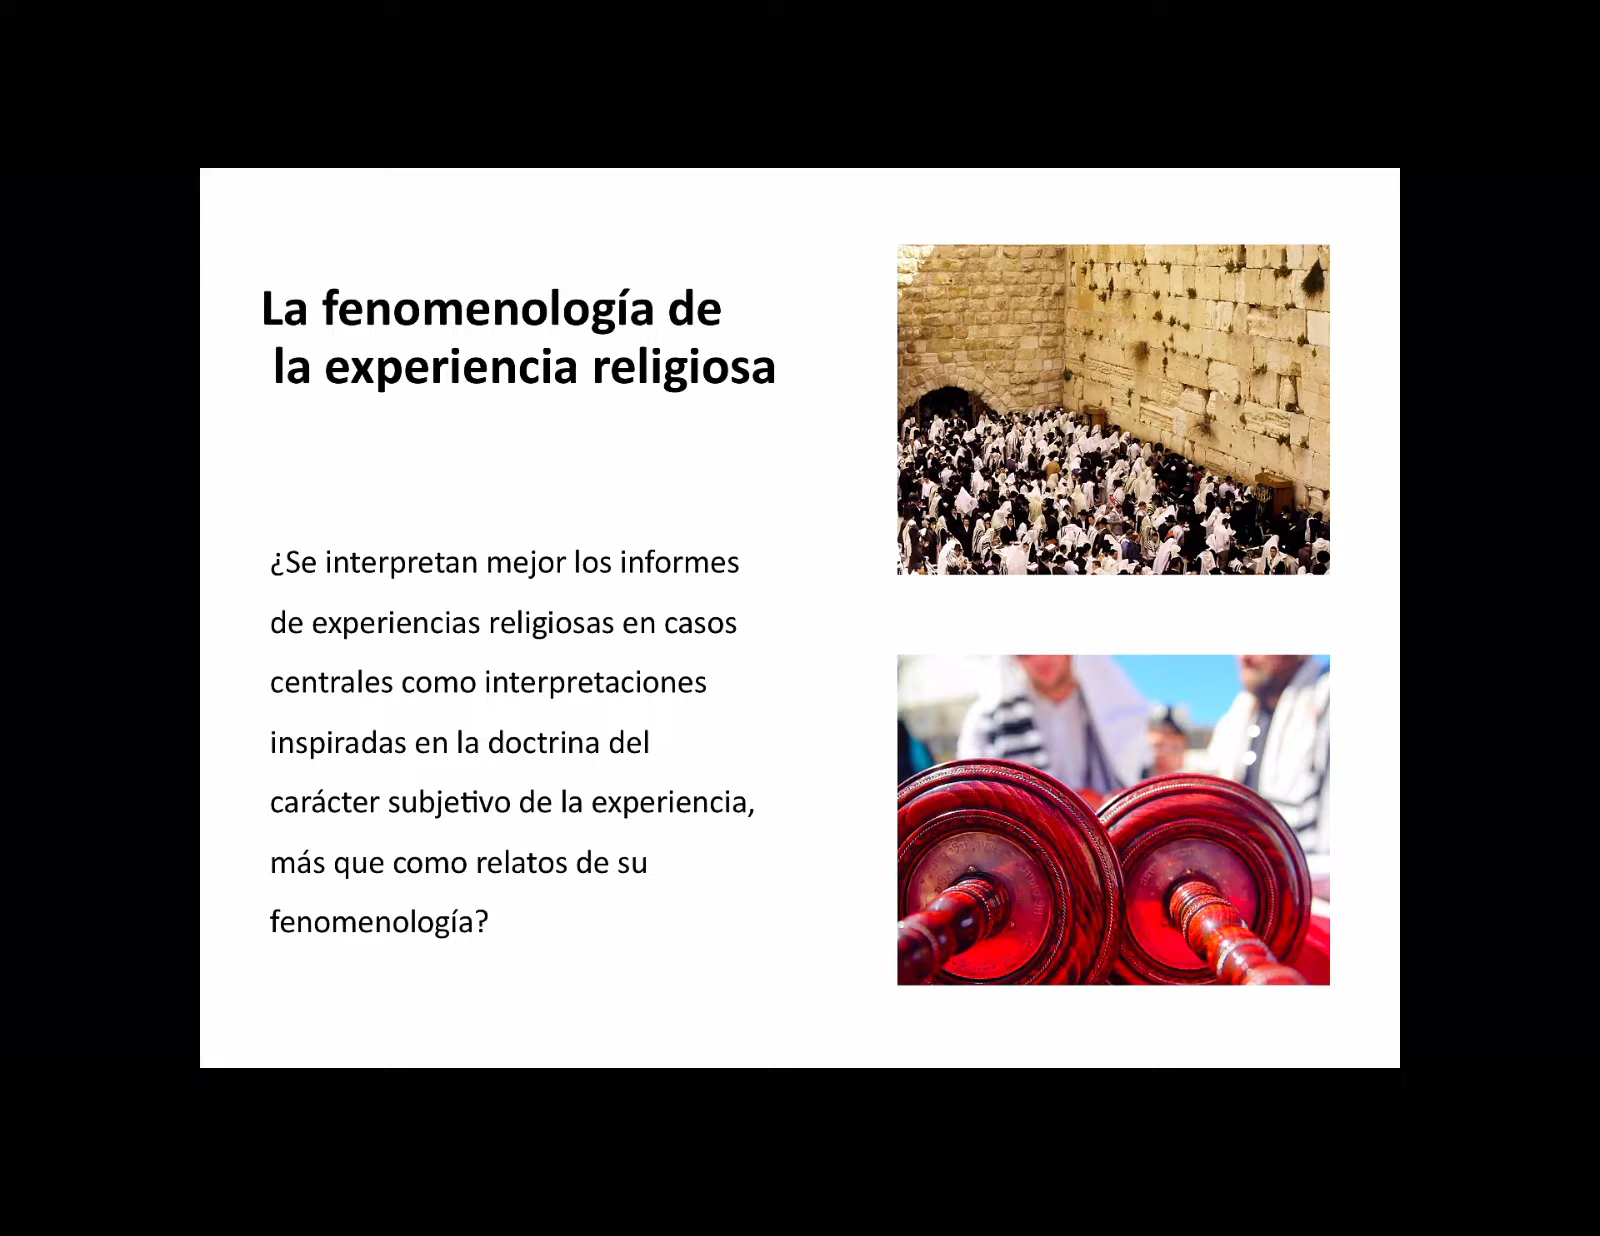 La fenomenología de
la experiencia religiosa
¿Se interpretan mejor los informes
de experiencias religiosas en casos
centrales como interpretaciones
inspiradas en la doctrina del
carácter subjetivo de la experiencia,
más que como relatos de su
fenomenología?